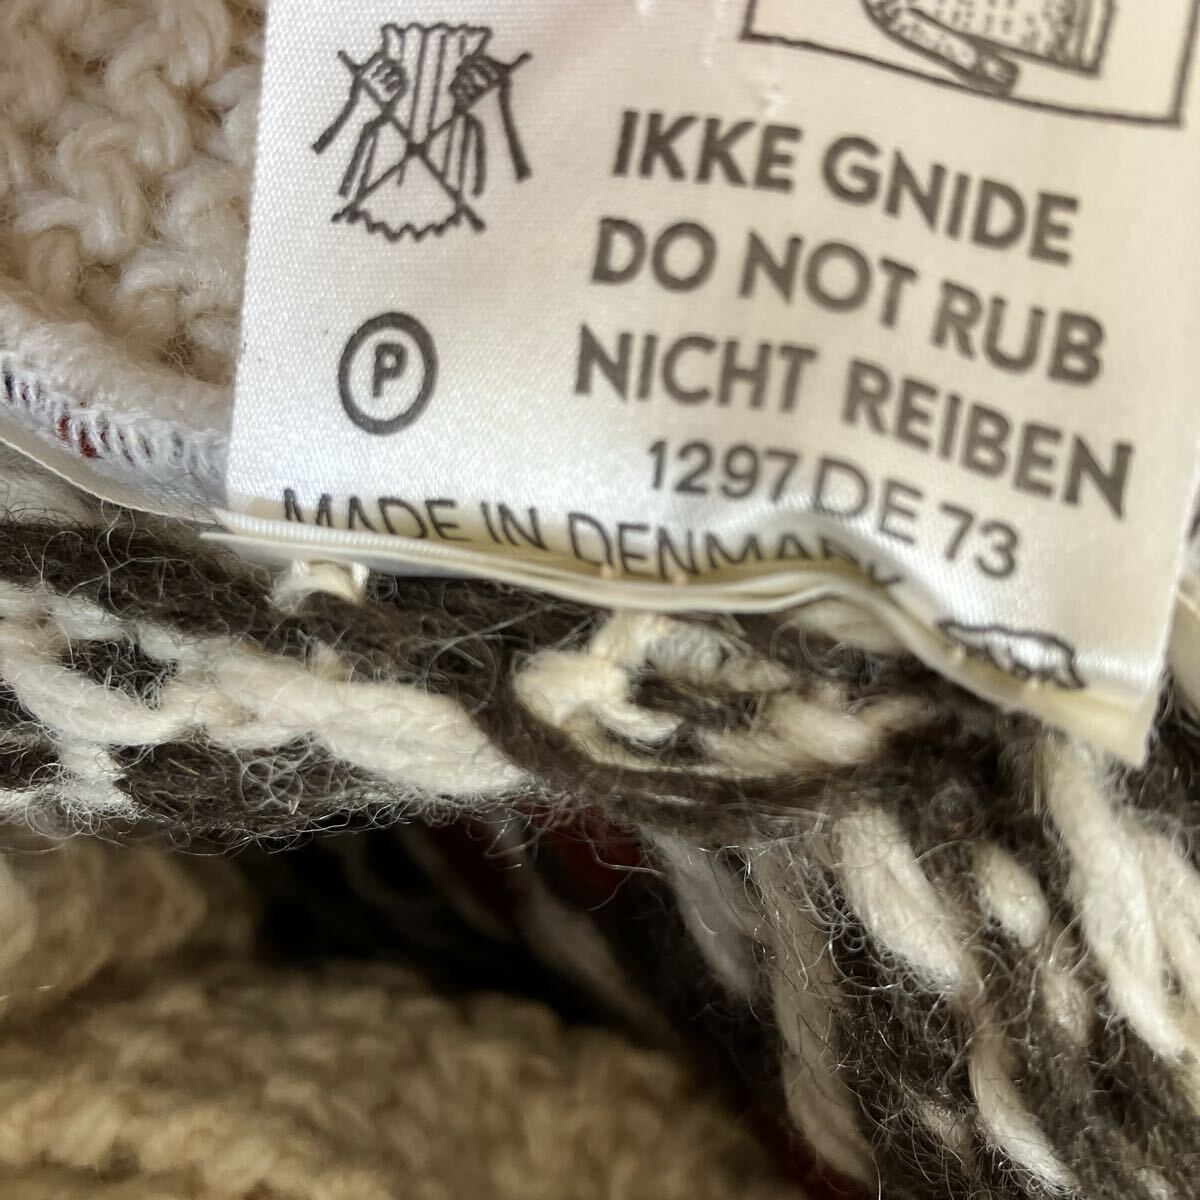 IKKE GNIDE
DO NOT RUB
P
NICHT REIBEN
1297 DE 73
MADE IN DENMARK